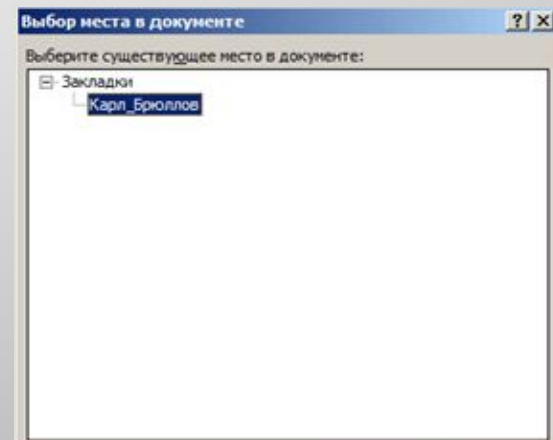 Выбор места в документе
Выберите существующее место в документе:
Закладки
Карл_Брюллов